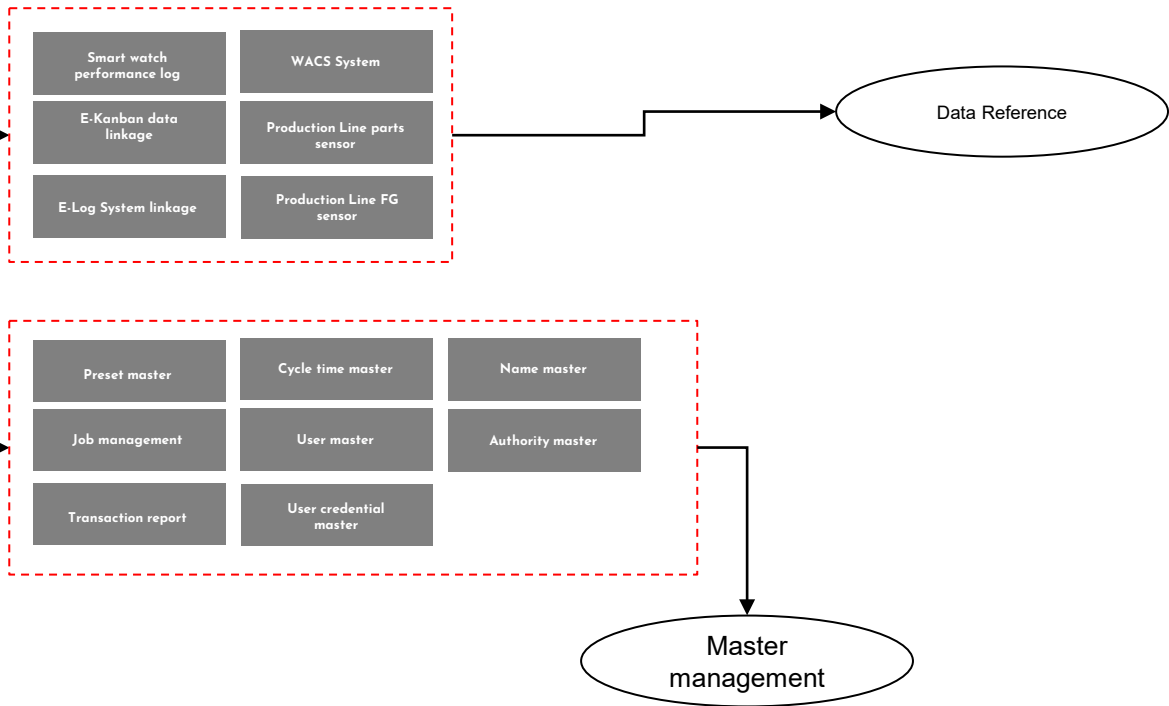 Smart watch
performance log
WACS System
E-Kanban data
linkage
Production Line parts
sensor
E-Log System linkage
Production Line FG
sensor
Data Reference
Preset master
Cycle time master
Name master
Job management
User master
Authority master
Transaction report
User credential
master
Master
management